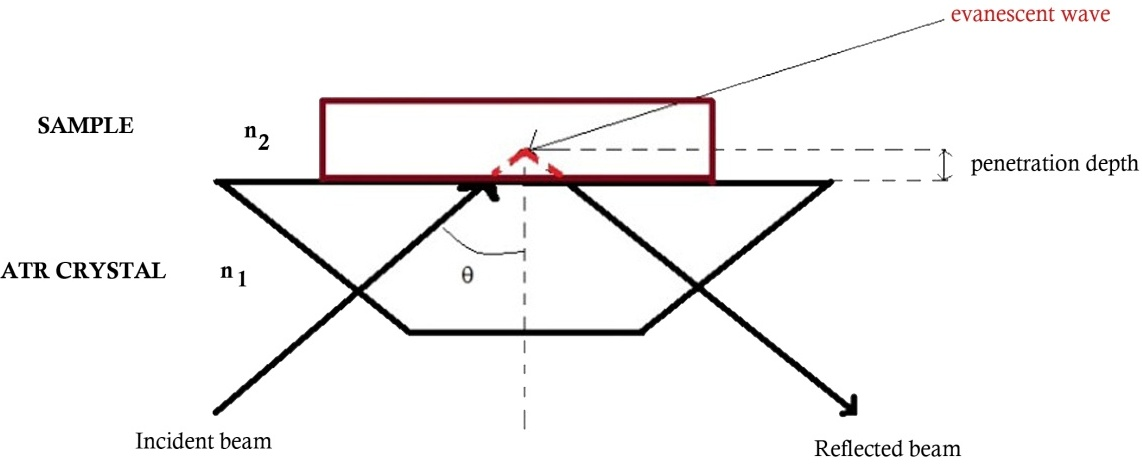 evanescent wave
SAMPLE
n2
penetration depth
ATR CRYSTAL
n1
θ
Incident beam
Reflected beam